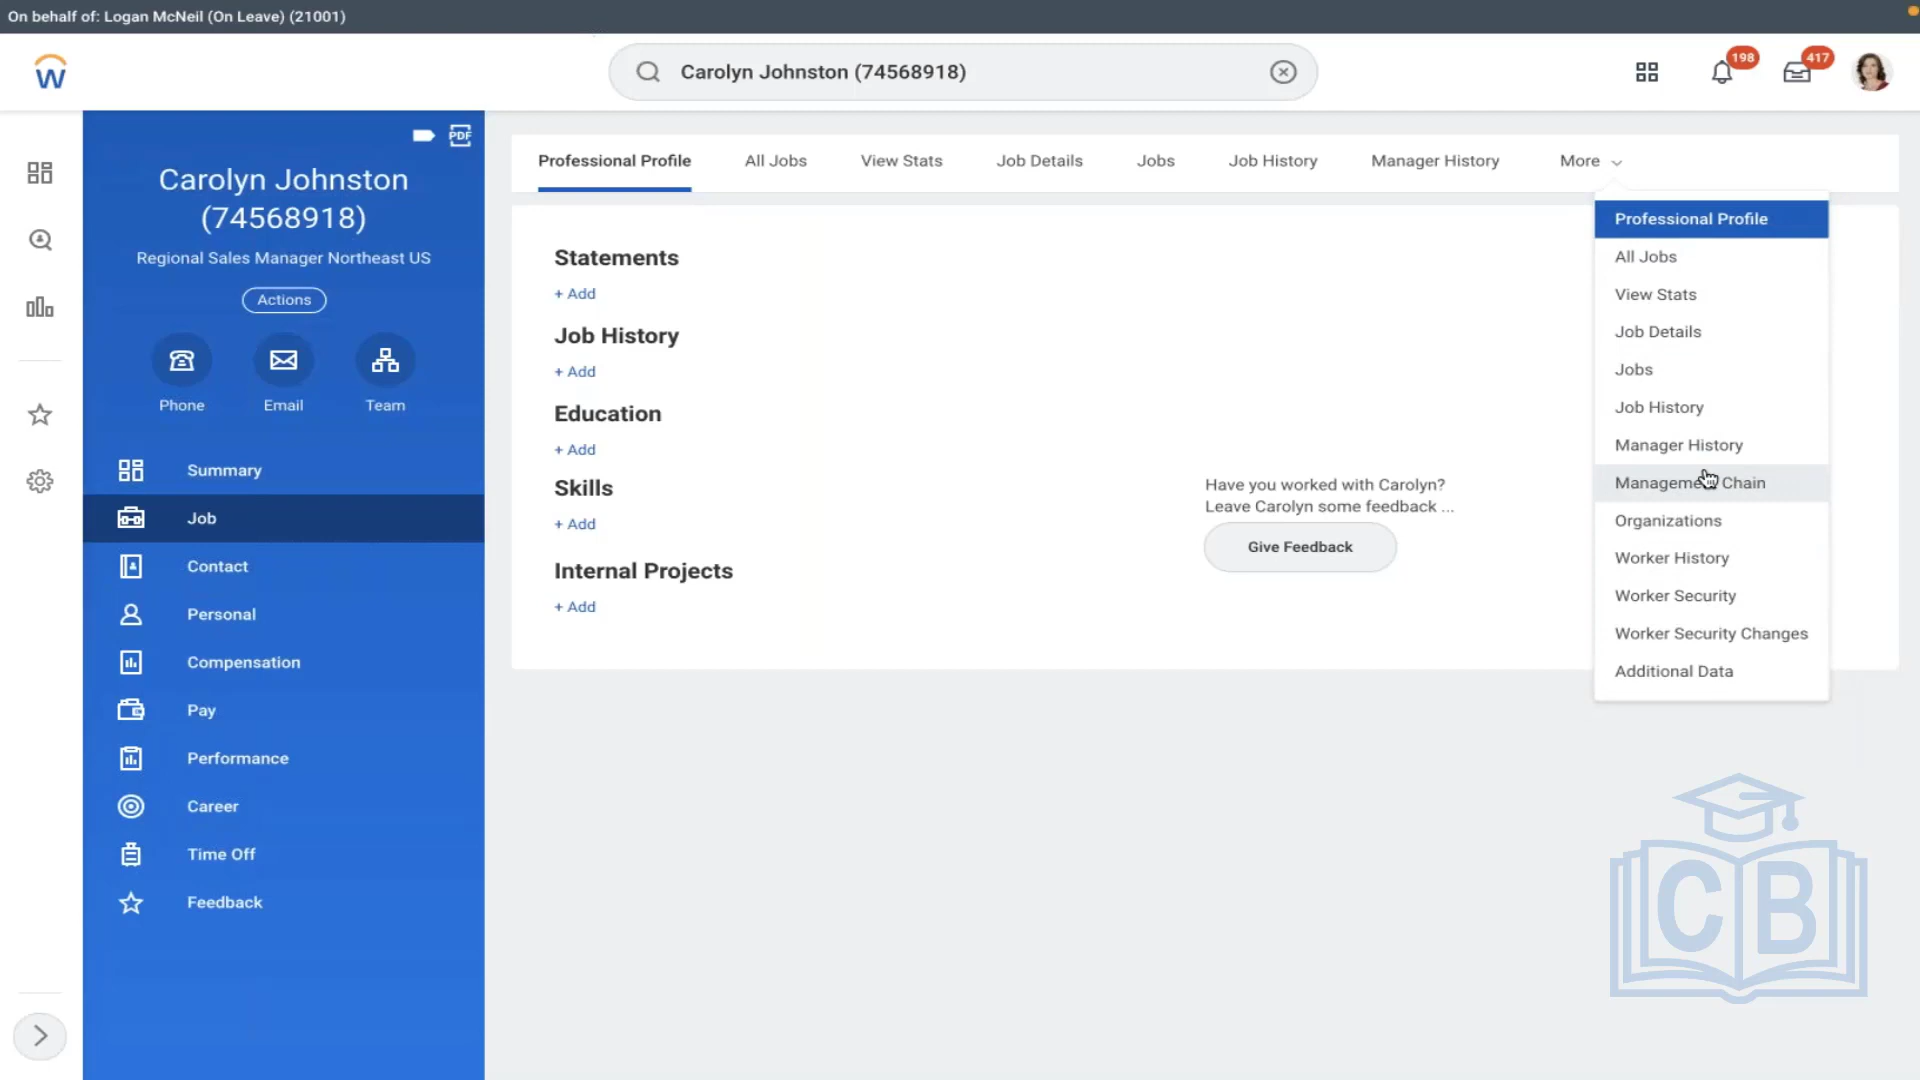 On behalf of: Logan McNeil (On Leave) (21001)
W
Carolyn Johnston (74568918)
198
417
PDF
Carolyn Johnston
(74568918)
Regional Sales Manager Northeast US
Actions
Phone
Email
Team
Summary
Job
Contact
Personal
Compensation
Pay
Performance
Career
Time Off
Feedback
Professional Profile
All Jobs
View Stats
Job Details
Jobs
Job History
Manager History
More
Statements
+ Add
Job History
+ Add
Education
+ Add
Skills
+ Add
Internal Projects
+ Add
Have you worked with Carolyn?
Leave Carolyn some feedback ...
Give Feedback
Professional Profile
All Jobs
View Stats
Job Details
Jobs
Job History
Manager History
Management Chain
Organizations
Worker History
Worker Security
Worker Security Changes
Additional Data
CB